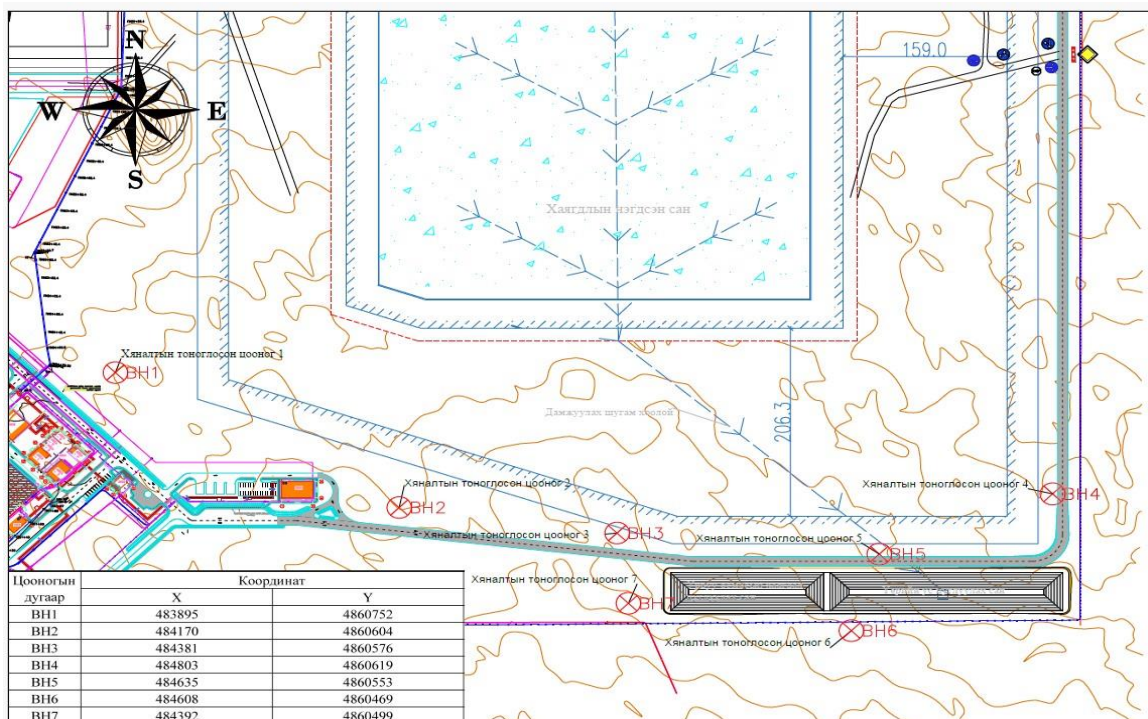 N
W
E
S
159.0
Хаягдлын нэгдсэн сан
Хяналтын тоноглосон цооног 1
BH1
Дамжуулах шугам хоолой
206.3
Хяналтын тоноглосон цооног 2
BH2
Хяналтын тоноглосон цооног 4
BH4
Хяналтын тоноглосон цооног 3
BH3
Хяналтын тоноглосон цооног 5
BH5
Хяналтын тоноглосон цооног 7
BH7
Хяналтын тоноглосон цооног 6
BH6
Цооногын дугаар Координат
X Y
BH1 483895 4860752
BH2 484170 4860604
BH3 484381 4860576
BH4 484803 4860619
BH5 484635 4860553
BH6 484608 4860469
BH7 484392 4860499